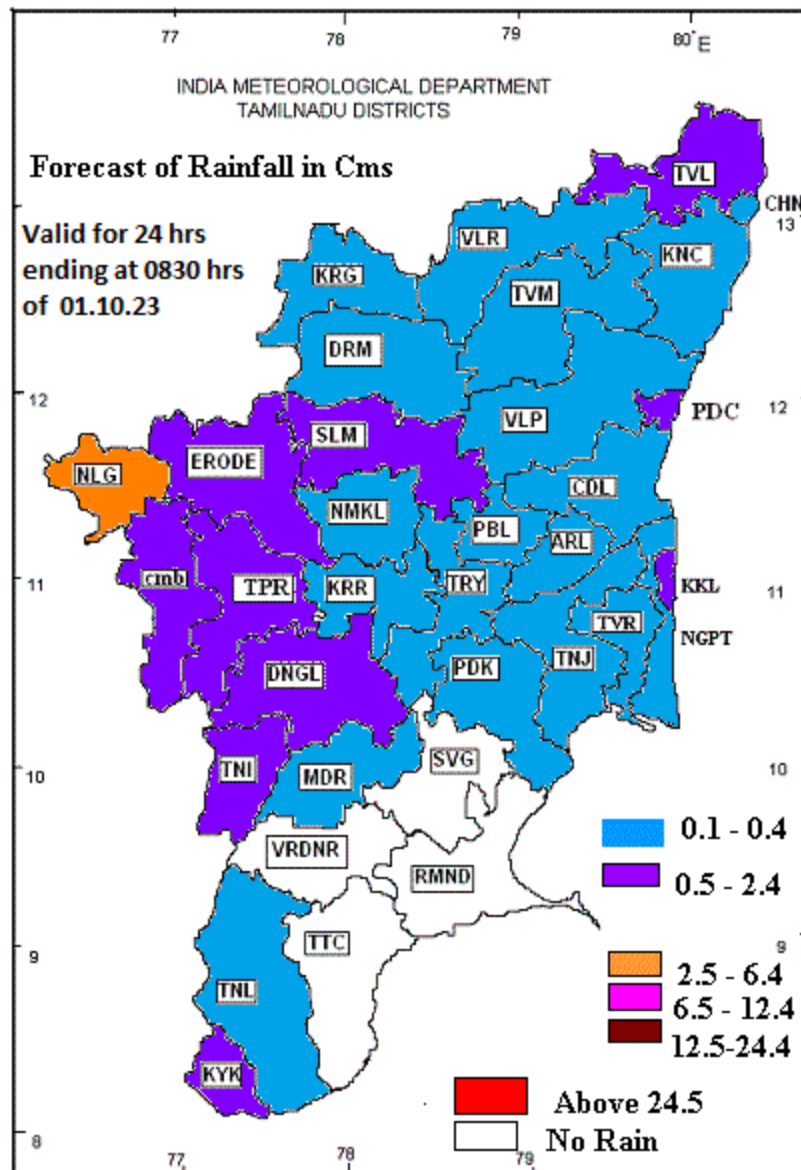 77 78 79 80° E
INDIA METEOROLOGICAL DEPARTMENT
TAMILNADU DISTRICTS
Forecast of Rainfall in Cms
TVL
CHN
13
Valid for 24 hrs
ending at 0830 hrs
of 01.10.23
VLR
KNC
KRG
TVM
DRM
12
12
PDC
VLP
SLM
ERODE
NLG
CDL
NMKL
PBL
ARL
11
cmb
TPR
KRR
TRY
KKL
11
TVR
NGPT
DNGL
PDK
TNJ
10
TNI
MDR
SVG
10
0.1 - 0.4
VRDNR
RMND
0.5 - 2.4
9
TTC
9
2.5 - 6.4
TNL
6.5 - 12.4
12.5-24.4
KYK
Above 24.5
8
No Rain
77 78 79